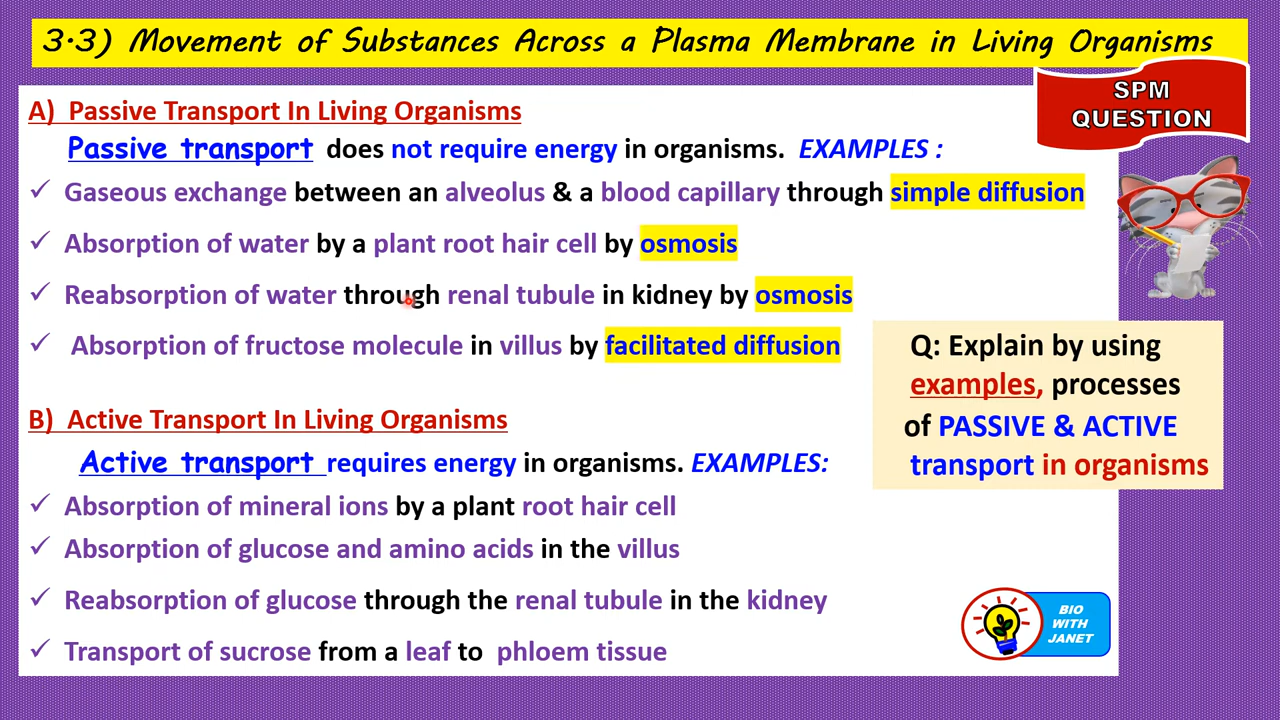 3.3) Movement of Substances Across a Plasma Membrane in Living Organisms
SPM
QUESTION
A) Passive Transport In Living Organisms
Passive transport does not require energy in organisms. EXAMPLES :
✓ Gaseous exchange between an alveolus & a blood capillary through simple diffusion
✓ Absorption of water by a plant root hair cell by osmosis
✓ Reabsorption of water through renal tubule in kidney by osmosis
✓ Absorption of fructose molecule in villus by facilitated diffusion
Q: Explain by using
examples, processes
of PASSIVE & ACTIVE
transport in organisms
B) Active Transport In Living Organisms
Active transport requires energy in organisms. EXAMPLES:
✓ Absorption of mineral ions by a plant root hair cell
✓ Absorption of glucose and amino acids in the villus
✓ Reabsorption of glucose through the renal tubule in the kidney
✓ Transport of sucrose from a leaf to phloem tissue
BIO
WITH
JANET